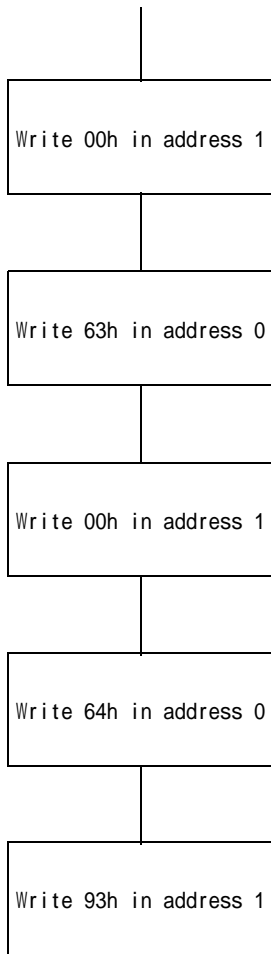 Write 00h in address 1
Write 63h in address 0
Write 00h in address 1
Write 64h in address 0
Write 93h in address 1